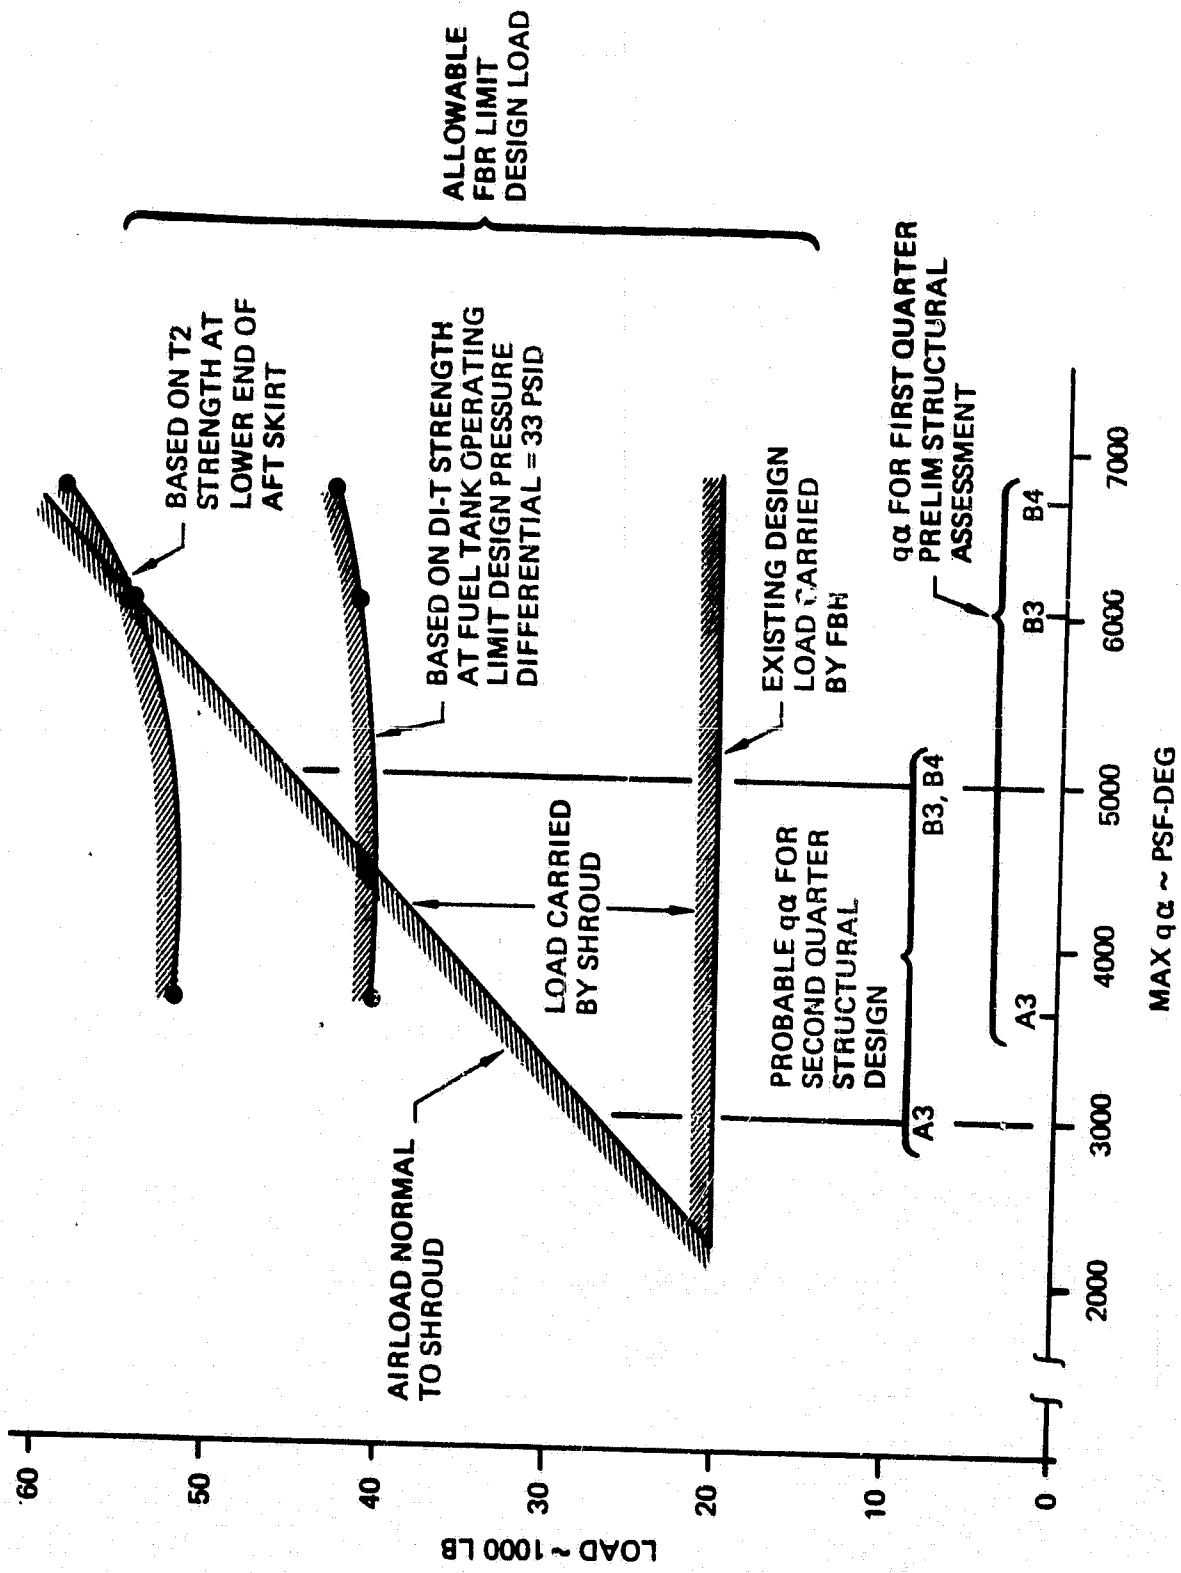 60
50
40
30
20
10
0
LOAD ~ 1000 LB
AIRLOAD NORMAL
TO SHROUD
LOAD CARRIED
BY SHROUD
BASED ON T2
STRENGTH AT
LOWER END OF
AFT SKIRT
BASED ON DI-T STRENGTH
AT FUEL TANK OPERATING
LIMIT DESIGN PRESSURE
DIFFERENTIAL = 33 PSID
EXISTING DESIGN
LOAD CARRIED
BY FBR
ALLOWABLE
FBR LIMIT
DESIGN LOAD
PROBABLE qα FOR
SECOND QUARTER
STRUCTURAL
DESIGN
A3
B3, B4
qα FOR FIRST QUARTER
PRELIM STRUCTURAL
ASSESSMENT
A3
B3
B4
2000
3000
4000
5000
6000
7000
MAX qα ~ PSF-DEG